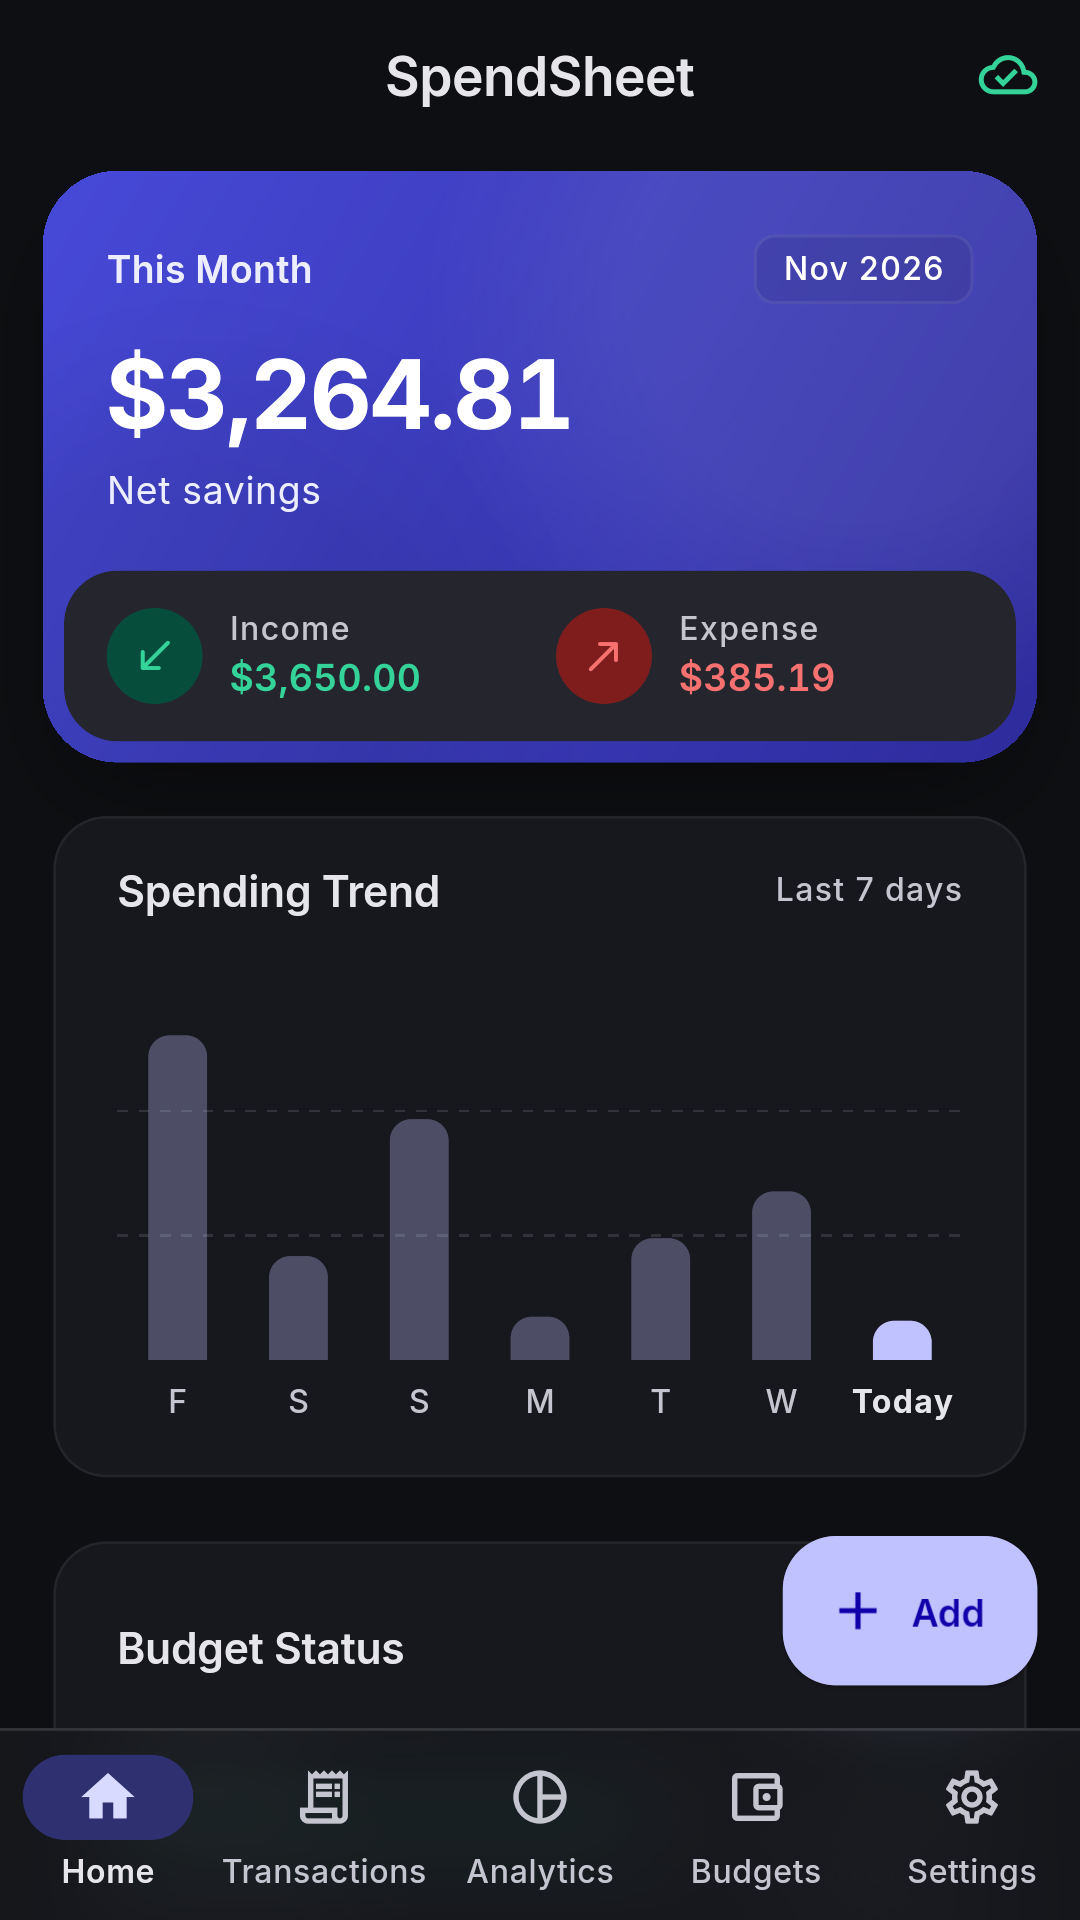 SpendSheet
This Month
Nov 2026
$3,264.81
Net savings
Income
$3,650.00
Expense
$385.19
Spending Trend
Last 7 days
F S S M T W Today
Budget Status
Add
Home Transactions Analytics Budgets Settings